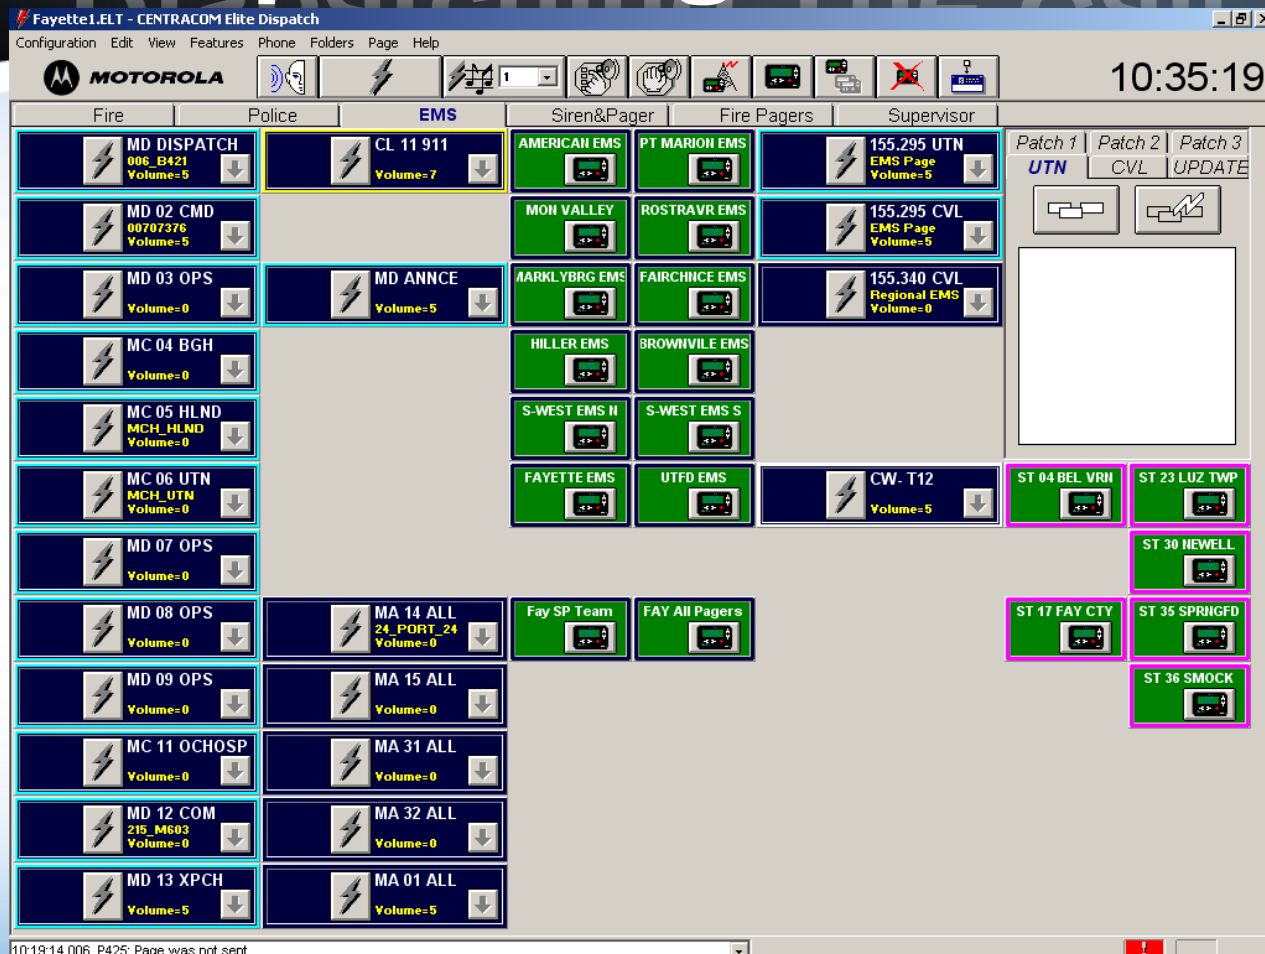 Fayette1.ELT - CENTRACOM Elite Dispatch
Configuration Edit View Features Phone Folders Page Help
MOTOROLA
1
10:35:19
Fire Police EMS Siren&Pager Fire Pagers Supervisor
MD DISPATCH
006_B421
Volume=5
CL 11 911
Volume=7
AMERICAN EMS
PT MARION EMS
155.295 UTN
EMS Page
Volume=5
Patch 1 Patch 2 Patch 3
UTN CVL UPDATE
MD 02 CMD
00707376
Volume=5
MON VALLEY
ROSTRAVR EMS
155.295 CVL
EMS Page
Volume=5
MD 03 OPS
Volume=0
MD ANNCE
Volume=5
MARKLYBRG EMS
FAIRCHNCE EMS
155.340 CVL
Regional EMS
Volume=0
MC 04 BGH
Volume=0
HILLER EMS
BROWNVILE EMS
MC 05 HLND
MCH_HLND
Volume=0
S-WEST EMS N
S-WEST EMS S
MC 06 UTN
MCH_UTN
Volume=0
FAYETTE EMS
UTFD EMS
CW- T12
Volume=5
ST 04 BEL VRN
ST 23 LUZ TWP
MD 07 OPS
Volume=0
ST 30 NEWELL
MD 08 OPS
Volume=0
MA 14 ALL
24_PORT_24
Volume=0
Fay SP Team
FAY All Pagers
ST 17 FAY CTY
ST 35 SPRNGFD
MD 09 OPS
Volume=0
MA 15 ALL
Volume=0
ST 36 SMOCK
MC 11 OCHOSP
Volume=0
MA 31 ALL
Volume=0
MD 12 COM
215_M603
Volume=0
MA 32 ALL
Volume=0
MD 13 XPCH
Volume=5
MA 01 ALL
Volume=5
10:19:14 006_P425: Page was not sent